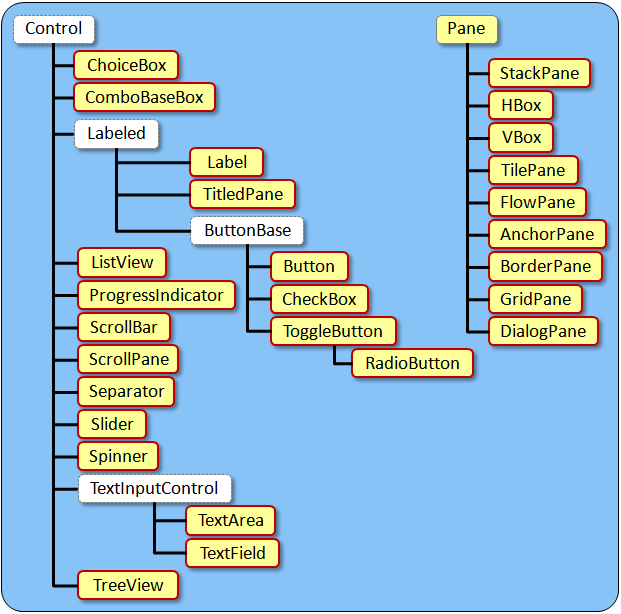 Control
ChoiceBox
ComboBaseBox
Labeled
Label
TitledPane
ButtonBase
Button
CheckBox
ToggleButton
RadioButton
ListView
ProgressIndicator
ScrollBar
ScrollPane
Separator
Slider
Spinner
TextInputControl
TextArea
TextField
TreeView
Pane
StackPane
HBox
VBox
TilePane
FlowPane
AnchorPane
BorderPane
GridPane
DialogPane